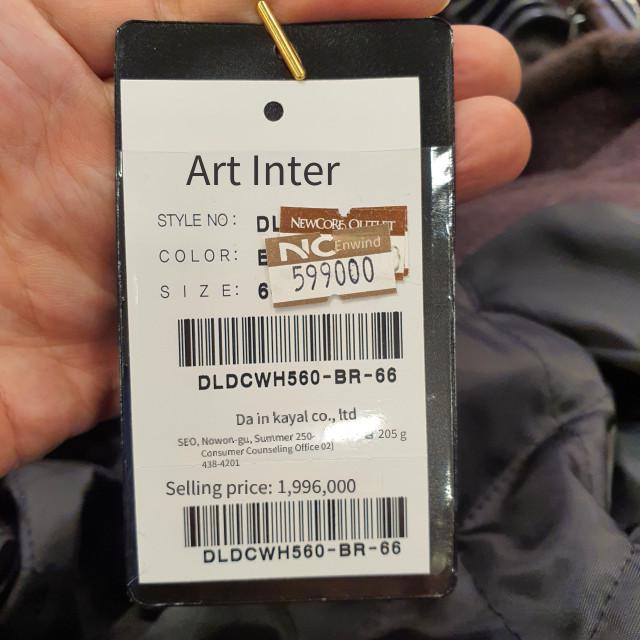 Art Inter
STYLE NO: DL
NEWCORE OUTLET
COLOR:
NC Enwind
SIZE: 6
599000
DLDCWH560-BR-66
Da in kayal co., ltd
SEO, Nowon-gu, Summer 250- 205 g
Consumer Counseling Office 02)
438-4201
Selling price: 1,996,000
DLDCWH560-BR-66